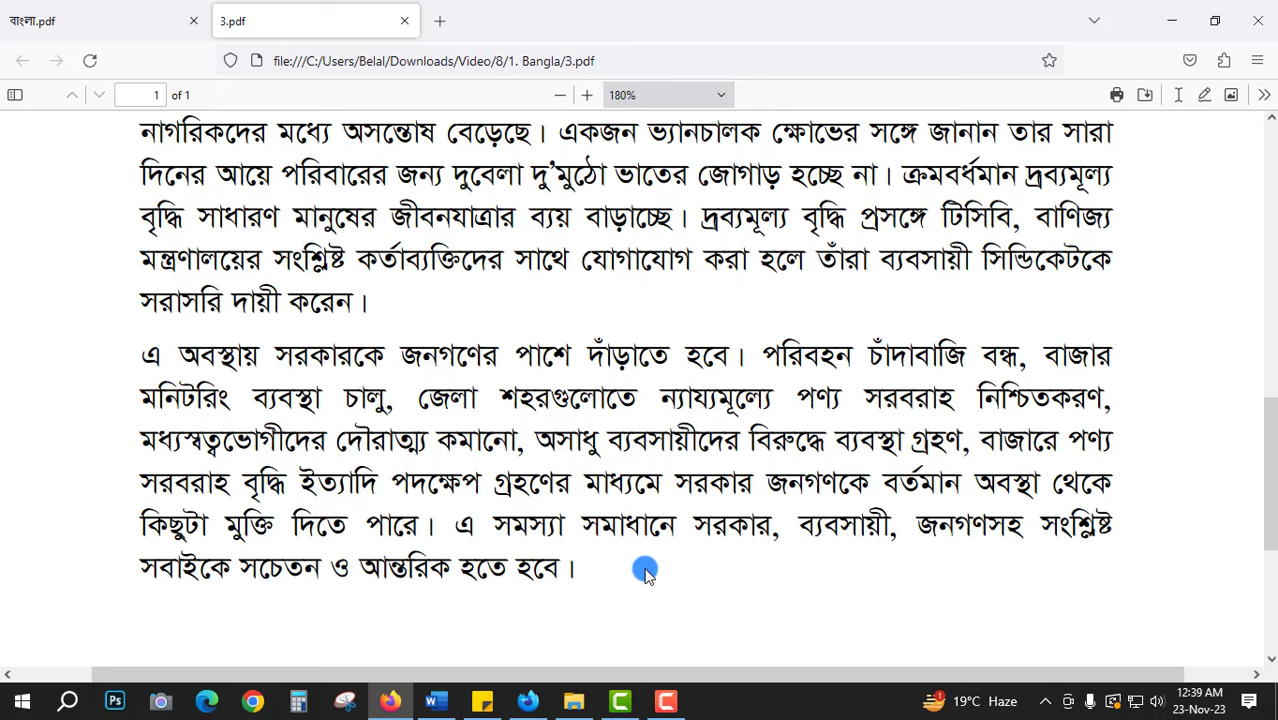 বাংলা.pdf
3.pdf
file:///C:/Users/Belal/Downloads/Video/8/1. Bangla/3.pdf
1 of 1
180%
নাগরিকদের মধ্যে অসন্তোষ বেড়েছে। একজন ভ্যানচালক ক্ষোভের সঙ্গে জানান তার সারা
দিনের আয়ে পরিবারের জন্য দুবেলা দু'মুঠো ভাতের জোগাড় হচ্ছে না। ক্রমবর্ধমান দ্রব্যমূল্য
বৃদ্ধি সাধারণ মানুষের জীবনযাত্রার ব্যয় বাড়াচ্ছে। দ্রব্যমূল্য বৃদ্ধি প্রসঙ্গে টিসিবি, বাণিজ্য
মন্ত্রণালয়ের সংশ্লিষ্ট কর্তাব্যক্তিদের সাথে যোগাযোগ করা হলে তাঁরা ব্যবসায়ী সিন্ডিকেটকে
সরাসরি দায়ী করেন।
এ অবস্থায় সরকারকে জনগণের পাশে দাঁড়াতে হবে। পরিবহন চাঁদাবাজি বন্ধ, বাজার
মনিটরিং ব্যবস্থা চালু, জেলা শহরগুলোতে ন্যায্যমূল্যে পণ্য সরবরাহ নিশ্চিতকরণ,
মধ্যস্বত্বভোগীদের দৌরাত্ম্য কমানো, অসাধু ব্যবসায়ীদের বিরুদ্ধে ব্যবস্থা গ্রহণ, বাজারে পণ্য
সরবরাহ বৃদ্ধি ইত্যাদি পদক্ষেপ গ্রহণের মাধ্যমে সরকার জনগণকে বর্তমান অবস্থা থেকে
কিছুটা মুক্তি দিতে পারে। এ সমস্যা সমাধানে সরকার, ব্যবসায়ী, জনগণসহ সংশ্লিষ্ট
সবাইকে সচেতন ও আন্তরিক হতে হবে।
19°C Haze
12:39 AM
23-Nov-23